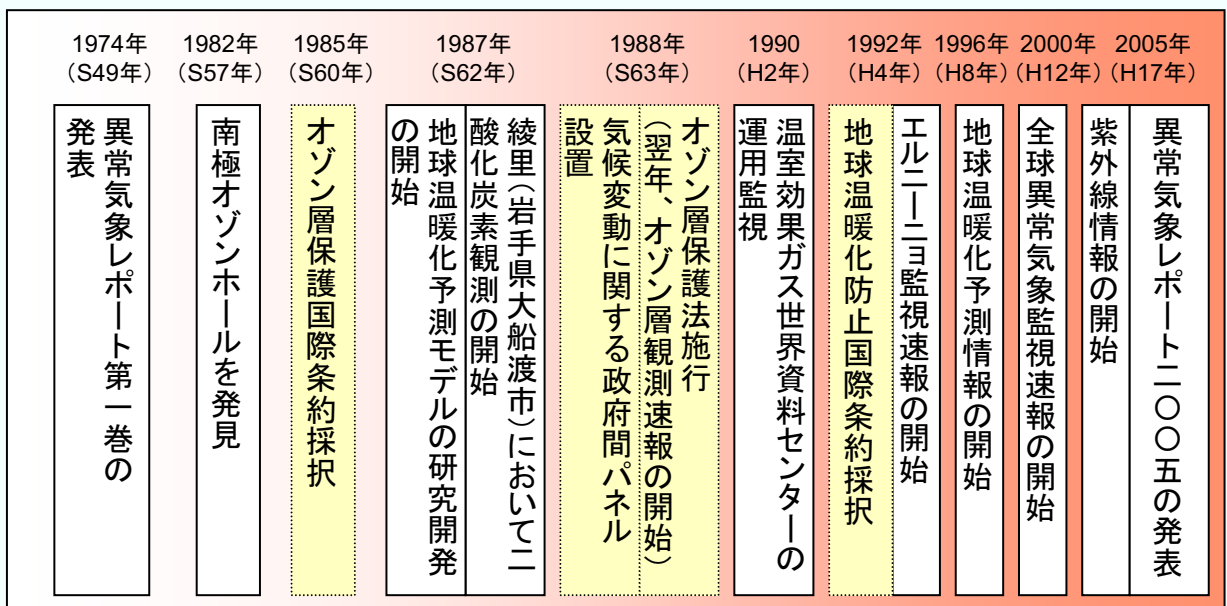 1974年
（S49年）
1982年
（S57年）
1985年
（S60年）
1987年
（S62年）
1988年
（S63年）
1990
（H2年）
1992年
（H4年）
1996年
（H8年）
2000年
（H12年）
2005年
（H17年）
異常気象レポート第一巻の
発表
南極オゾンホールを発見
オゾン層保護国際条約採択
綾里（岩手県大船渡市）において二
酸化炭素観測の開始
地球温暖化予測モデルの研究開発
の開始
オゾン層保護法施行
（翌年、オゾン層観測速報の開始）
気候変動に関する政府間パネル
設置
温室効果ガス世界資料センターの
運用監視
エルニーニョ監視速報の開始
地球温暖化防止国際条約採択
地球温暖化予測情報の開始
全球異常気象監視速報の開始
異常気象レポート二〇〇五の発表
紫外線情報の開始